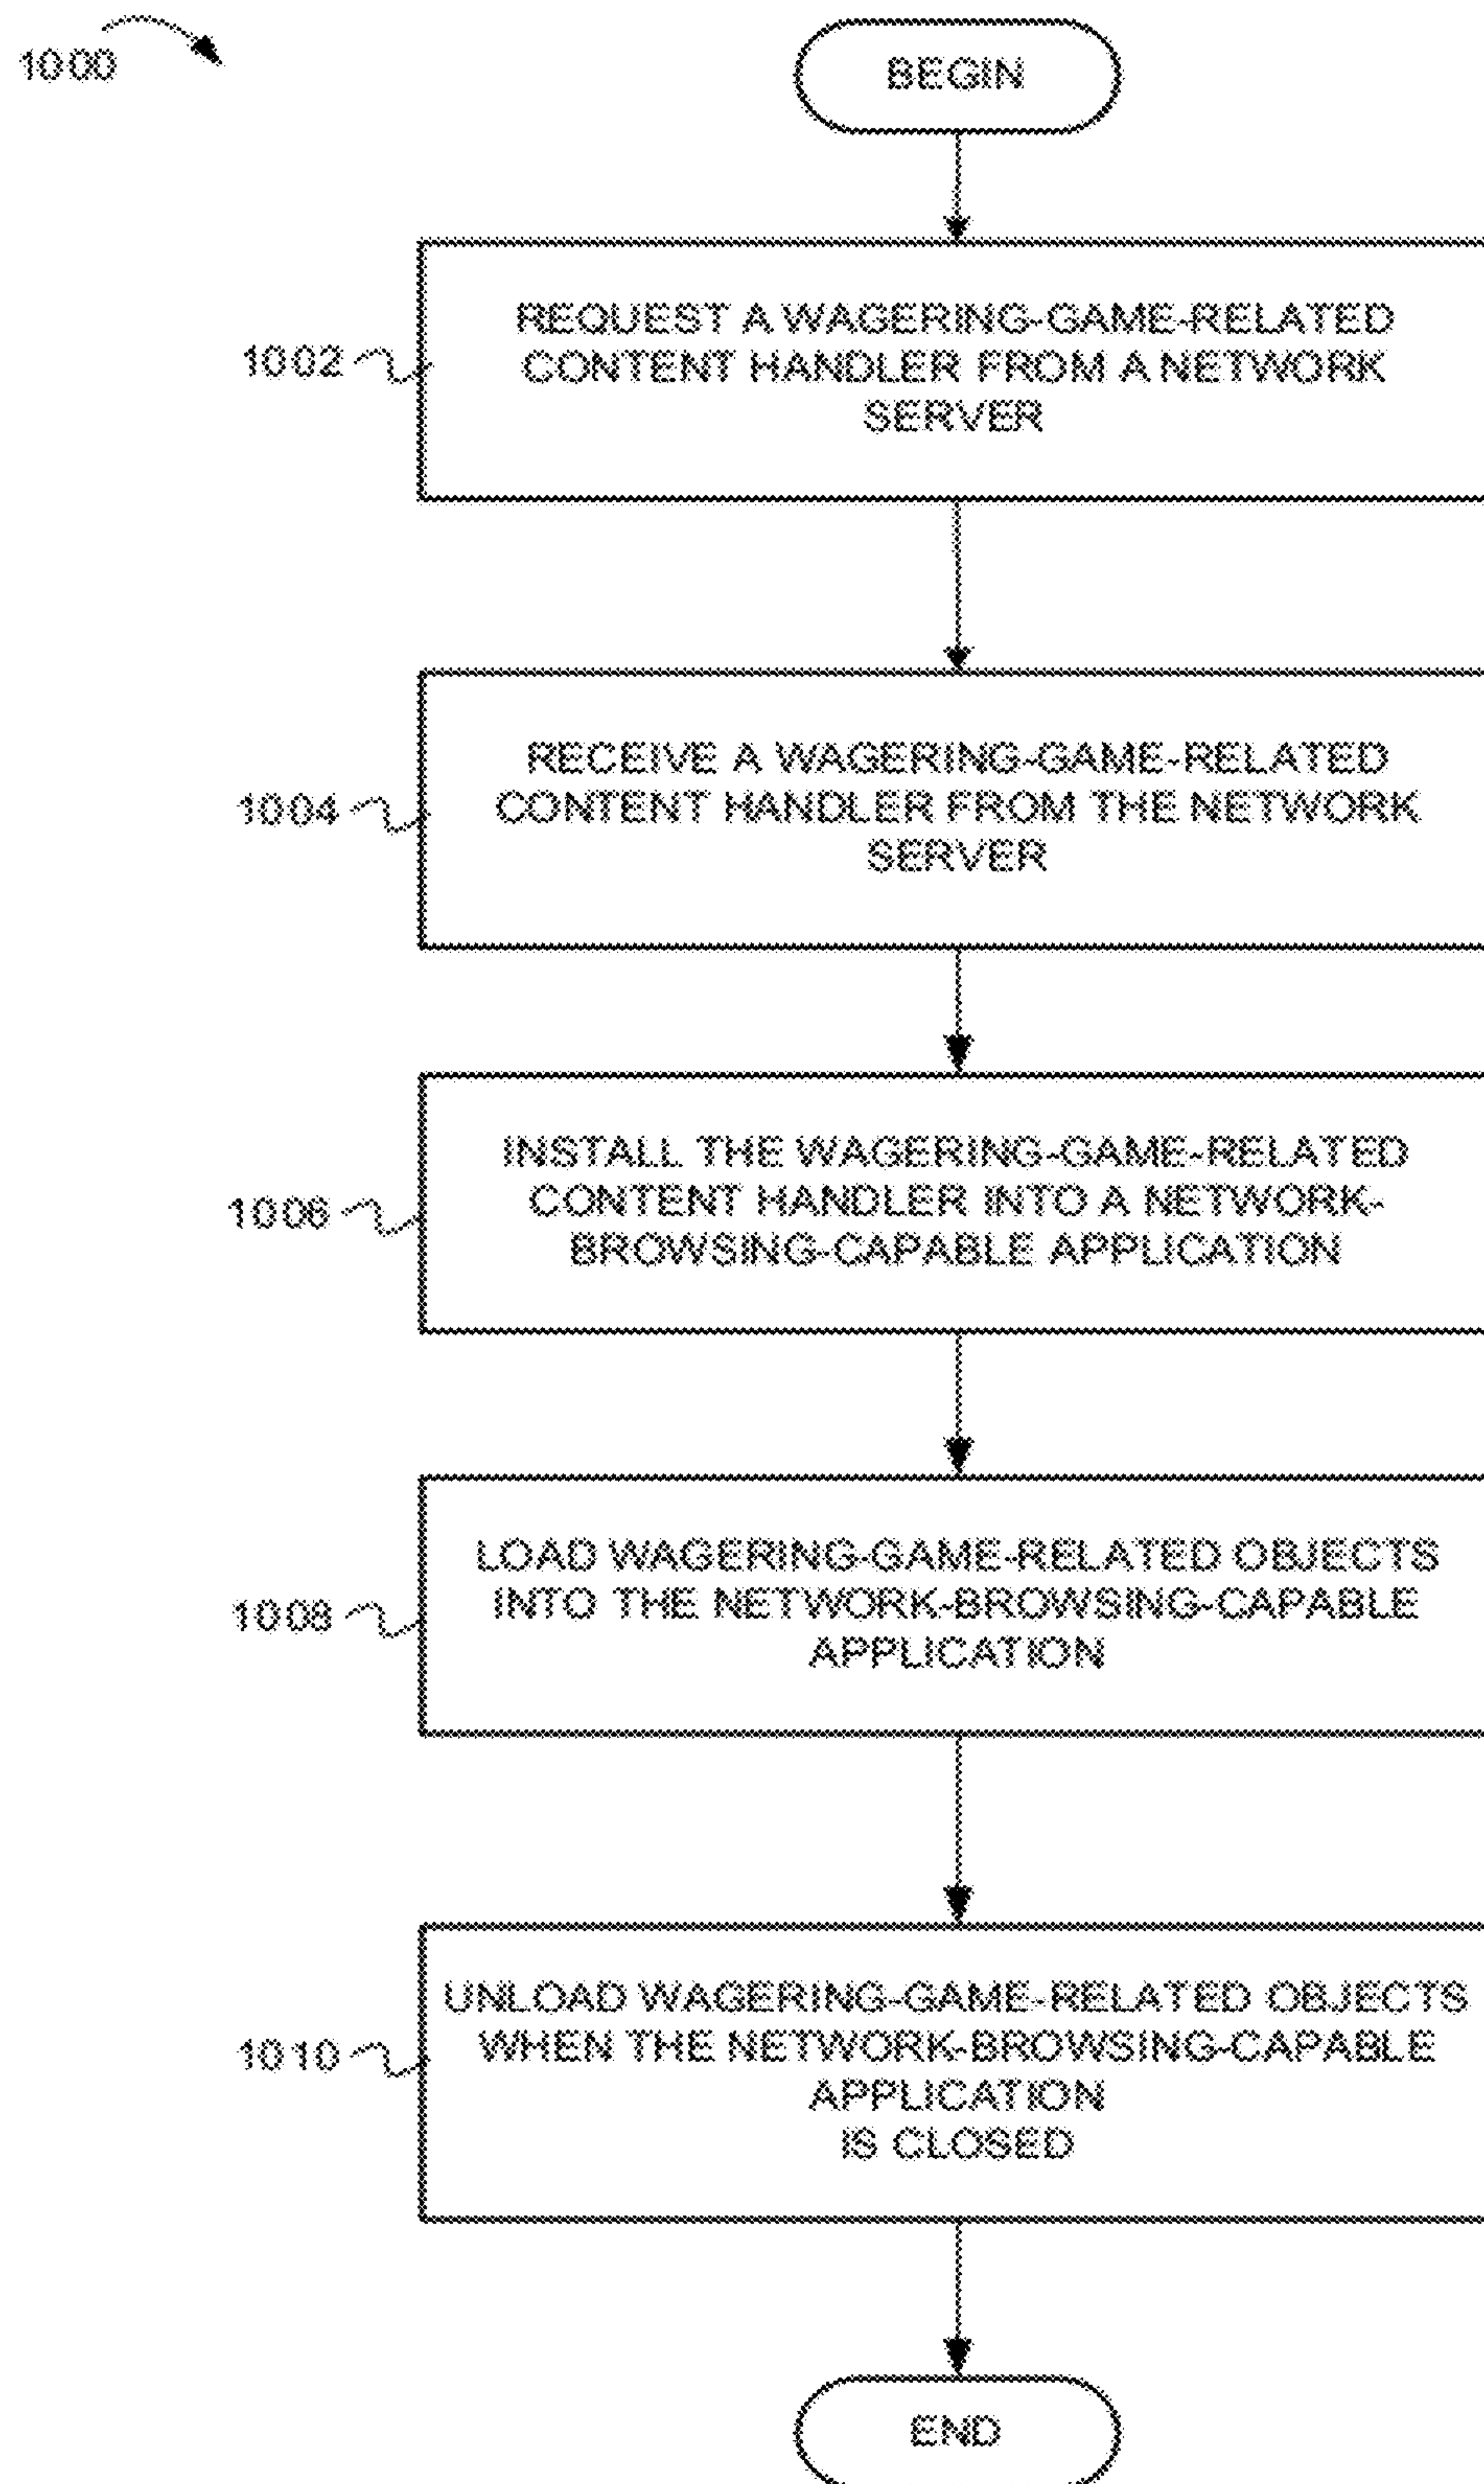 1000
BEGIN
REQUEST A WAGERING-GAME-RELATED
CONTENT HANDLER FROM A NETWORK
SERVER
1002
RECEIVE A WAGERING-GAME-RELATED
CONTENT HANDLER FROM THE NETWORK
SERVER
1004
INSTALL THE WAGERING-GAME-RELATED
CONTENT HANDLER INTO A NETWORK-
BROWSING-CAPABLE APPLICATION
1006
LOAD WAGERING-GAME-RELATED OBJECTS
INTO THE NETWORK-BROWSING-CAPABLE
APPLICATION
1008
UNLOAD WAGERING-GAME-RELATED OBJECTS
WHEN THE NETWORK-BROWSING-CAPABLE
APPLICATION
IS CLOSED
1010
END